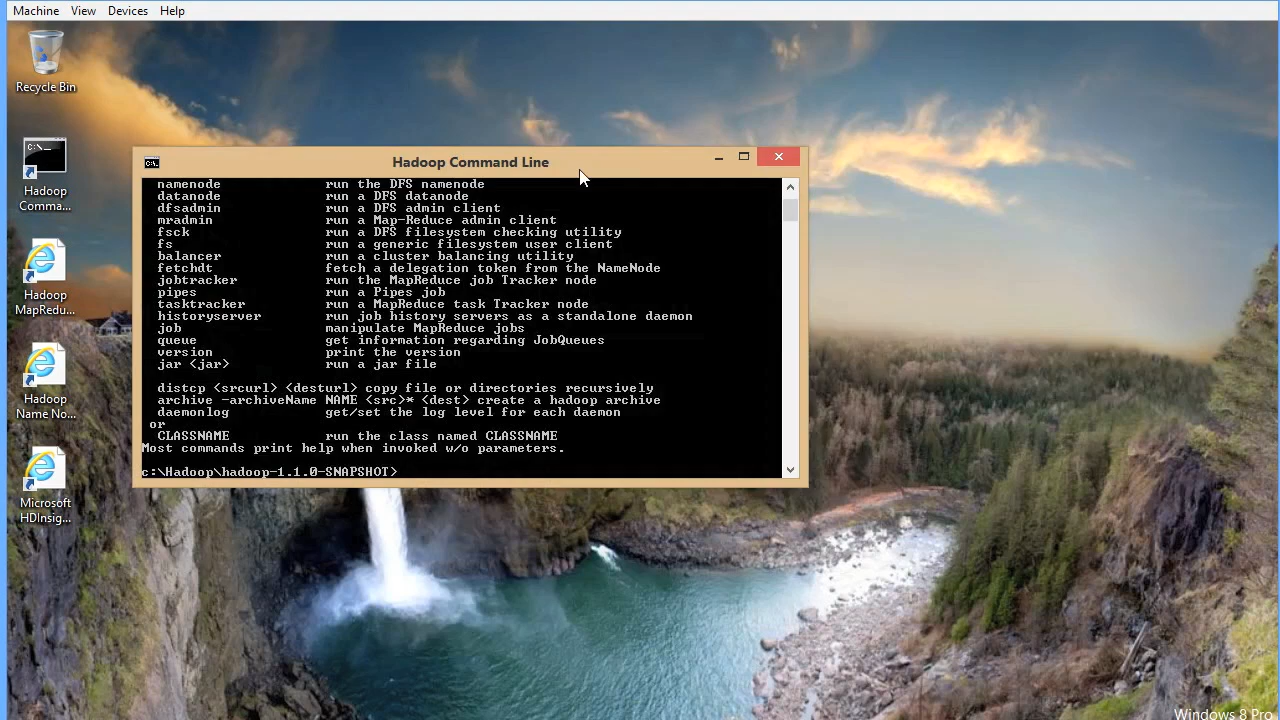 Machine View Devices Help
Recycle Bin
Hadoop
Comma...
Hadoop
MapRedu...
Hadoop
Name No...
Microsoft
HDInsig...
Hadoop Command Line
namenode run the DFS namenode
datanode run a DFS datanode
dfsadmin run a DFS admin client
mradmin run a Map-Reduce admin client
fsck run a DFS filesystem checking utility
fs run a generic filesystem user client
balancer run a cluster balancing utility
fetchdt fetch a delegation token from the NameNode
jobtracker run the MapReduce job Tracker node
pipes run a Pipes job
tasktracker run a MapReduce task Tracker node
historyserver run job history servers as a standalone daemon
job manipulate MapReduce jobs
queue get information regarding JobQueues
version print the version
jar <jar> run a jar file
distcp <srcurl> <desturl> copy file or directories recursively
archive -archiveName NAME <src>* <dest> create a hadoop archive
daemonlog get/set the log level for each daemon
or
CLASSNAME run the class named CLASSNAME
Most commands print help when invoked w/o parameters.
c:\Hadoop\hadoop-1.1.0-SNAPSHOT>
Windows 8 Pro